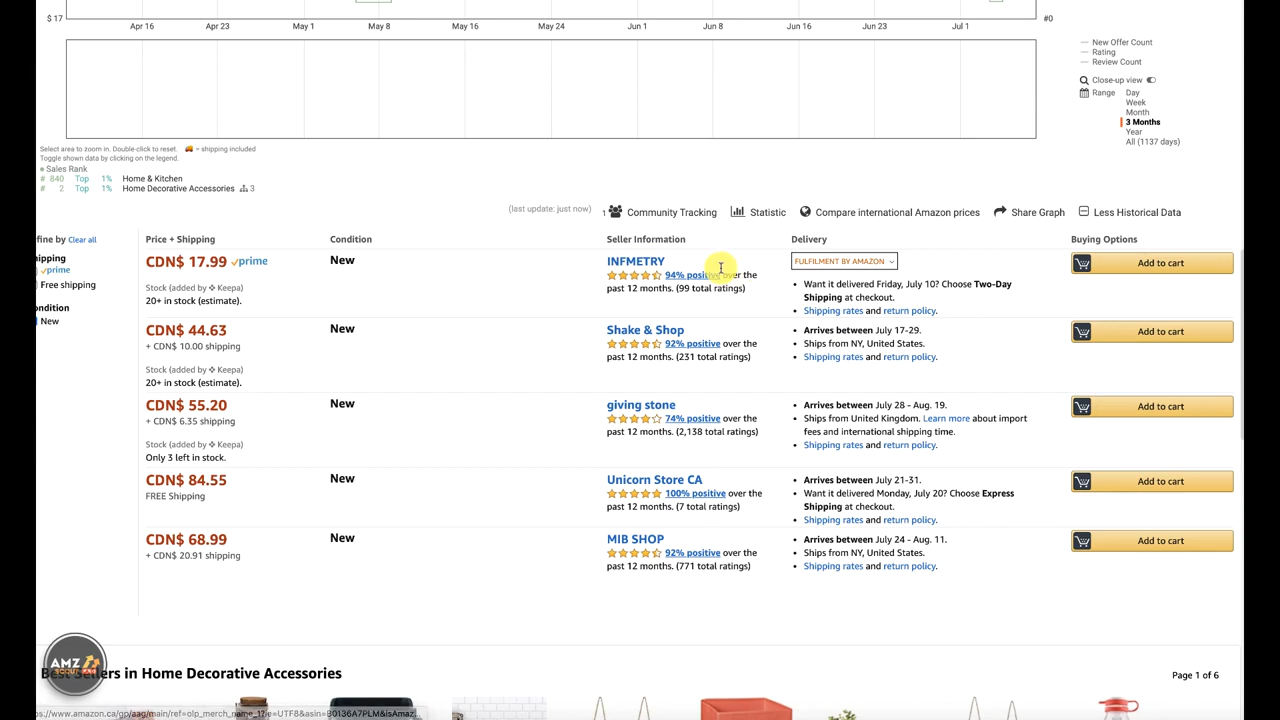 $ 17
#0
Apr 16 Apr 23 May 1 May 8 May 16 May 24 Jun 1 Jun 8 Jun 16 Jun 23 Jul 1
New Offer Count
Rating
Review Count
Close-up view
Range Day
Week
Month
3 Months
Year
All (1137 days)
Select area to zoom in. Double-click to reset. = shipping included
Toggle shown data by clicking on the legend.
Sales Rank
# 840 Top 1% Home & Kitchen
# 2 Top 1% Home Decorative Accessories 3
(last update: just now) 1 Community Tracking Statistic Compare international Amazon prices Share Graph Less Historical Data
fine by Clear all
ipping
prime
Free shipping
ondition
New
Price + Shipping Condition Seller Information Delivery Buying Options
CDN$ 17.99 prime
Stock (added by Keepa)
20+ in stock (estimate).
New
INFMETRY
94% positive over the
past 12 months. (99 total ratings)
FULFILMENT BY AMAZON
• Want it delivered Friday, July 10? Choose Two-Day
Shipping at checkout.
• Shipping rates and return policy.
Add to cart
CDN$ 44.63
+ CDN$ 10.00 shipping
Stock (added by Keepa)
20+ in stock (estimate).
New
Shake & Shop
92% positive over the
past 12 months. (231 total ratings)
• Arrives between July 17-29.
• Ships from NY, United States.
• Shipping rates and return policy.
Add to cart
CDN$ 55.20
+ CDN$ 6.35 shipping
Stock (added by Keepa)
Only 3 left in stock.
New
giving stone
74% positive over the
past 12 months. (2,138 total ratings)
• Arrives between July 28 - Aug. 19.
• Ships from United Kingdom. Learn more about import
fees and international shipping time.
• Shipping rates and return policy.
Add to cart
CDN$ 84.55
FREE Shipping
New
Unicorn Store CA
100% positive over the
past 12 months. (7 total ratings)
• Arrives between July 21-31.
• Want it delivered Monday, July 20? Choose Express
Shipping at checkout.
• Shipping rates and return policy.
Add to cart
CDN$ 68.99
+ CDN$ 20.91 shipping
New
MIB SHOP
92% positive over the
past 12 months. (771 total ratings)
• Arrives between July 24 - Aug. 11.
• Ships from NY, United States.
• Shipping rates and return policy.
Add to cart
AMZ
Sellers in Home Decorative Accessories
Page 1 of 6